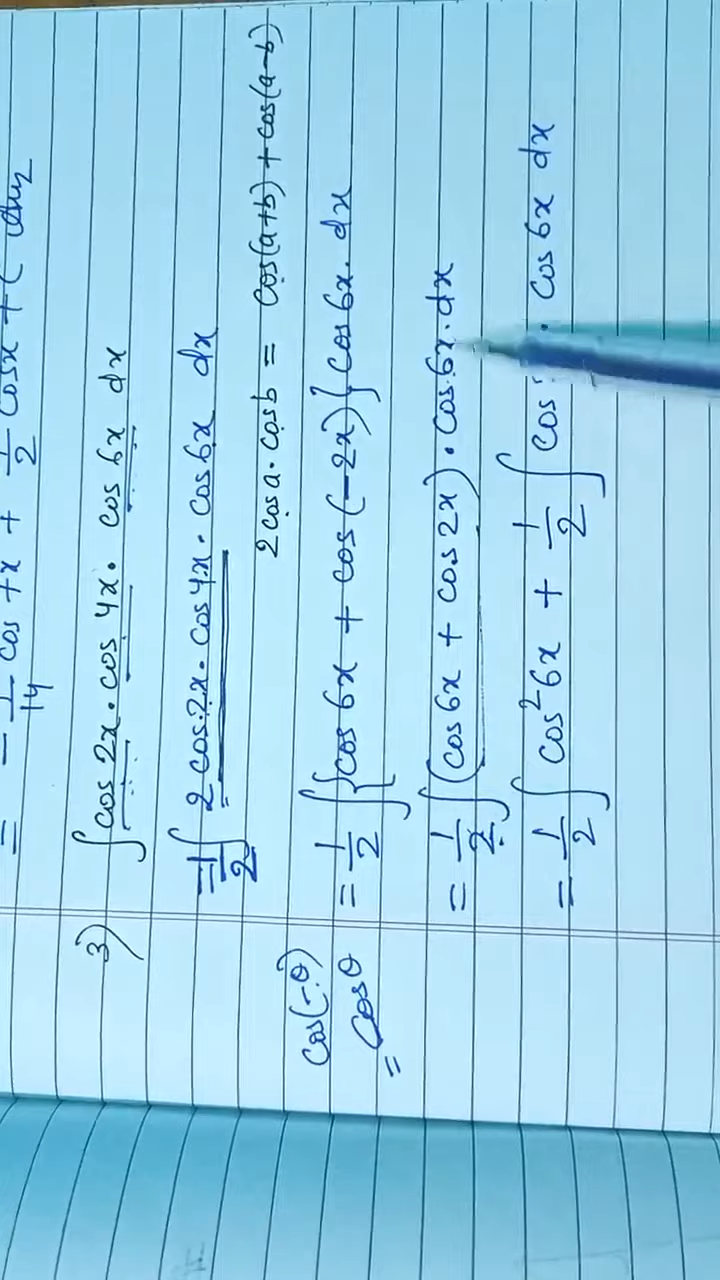 = - 1/14 cos 7x + 1/2 cosx + C
3) ∫ cos 2x . cos 4x . cos 6x dx
= 1/2 ∫ 2 cos 2x . cos 4x . cos 6x dx
2 cos a . cos b = cos(a+b) + cos(a-b)
cos(-θ) = cosθ
= 1/2 ∫ {cos 6x + cos (-2x)} cos 6x . dx
= 1/2 ∫ (cos 6x + cos 2x) . cos 6x . dx
= 1/2 ∫ cos² 6x + 1/2 ∫ cos . cos 6x dx